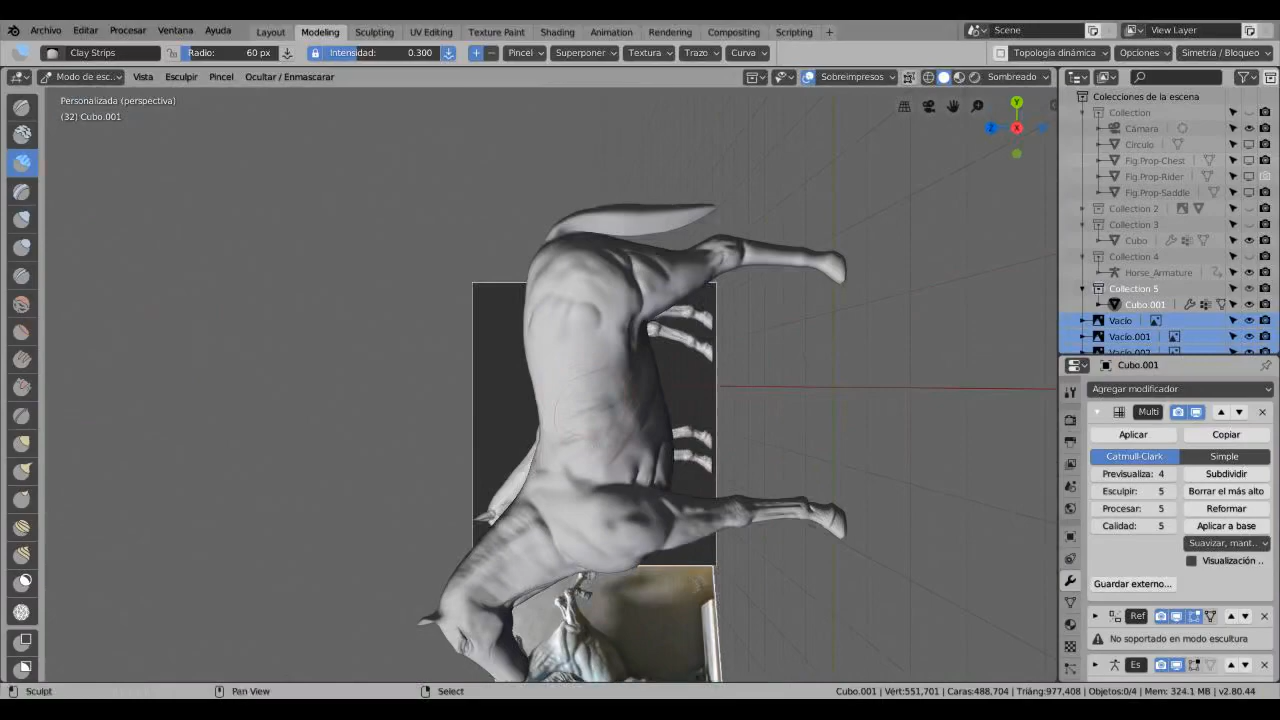 Archivo Editar Procesar Ventana Ayuda Layout Modeling Sculpting UV Editing Texture Paint Shading Animation Rendering Compositing Scripting + Scene View Layer
Clay Strips Radio: 60 px Intensidad: 0.300 Pincel Superponer Textura Trazo Curva Topología dinámica Opciones Simetría / Bloqueo
Modo de esc.. Vista Esculpir Pincel Ocultar / Enmascarar Sobreimpresos Sombreado
Personalizada (perspectiva)
(32) Cubo.001
Y
Z
X
Colecciones de la escena
Collection
Cámara
Círculo
Fig.Prop-Chest
Fig.Prop-Rider
Fig.Prop-Saddle
Collection 2
Collection 3
Cubo
Collection 4
Horse_Armature
Collection 5
Cubo.001
Vacío
Vacío.001
Vacío.002
Cubo.001
Agregar modificador
Multi
Aplicar Copiar
Catmull-Clark Simple
Previsualiza: 4 Subdividir
Esculpir: 5 Borrar el más alto
Procesar: 5 Reformar
Calidad: 5 Aplicar a base
Suavizar, mant..
Visualización ..
Guardar externo...
Ref
No soportado en modo escultura
Es
Sculpt Pan View Select Cubo.001 | Vért:551,701 | Caras:488,704 | Triáng:977,408 | Objetos:0/4 | Mem: 324.1 MB | v2.80.44